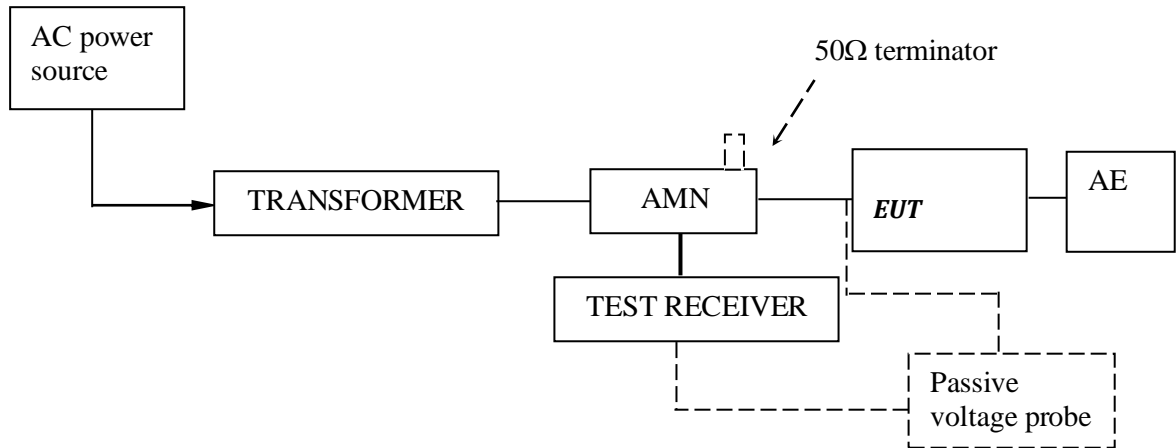 AC power
source
50Ω terminator
TRANSFORMER
AMN
EUT
AE
TEST RECEIVER
Passive
voltage probe